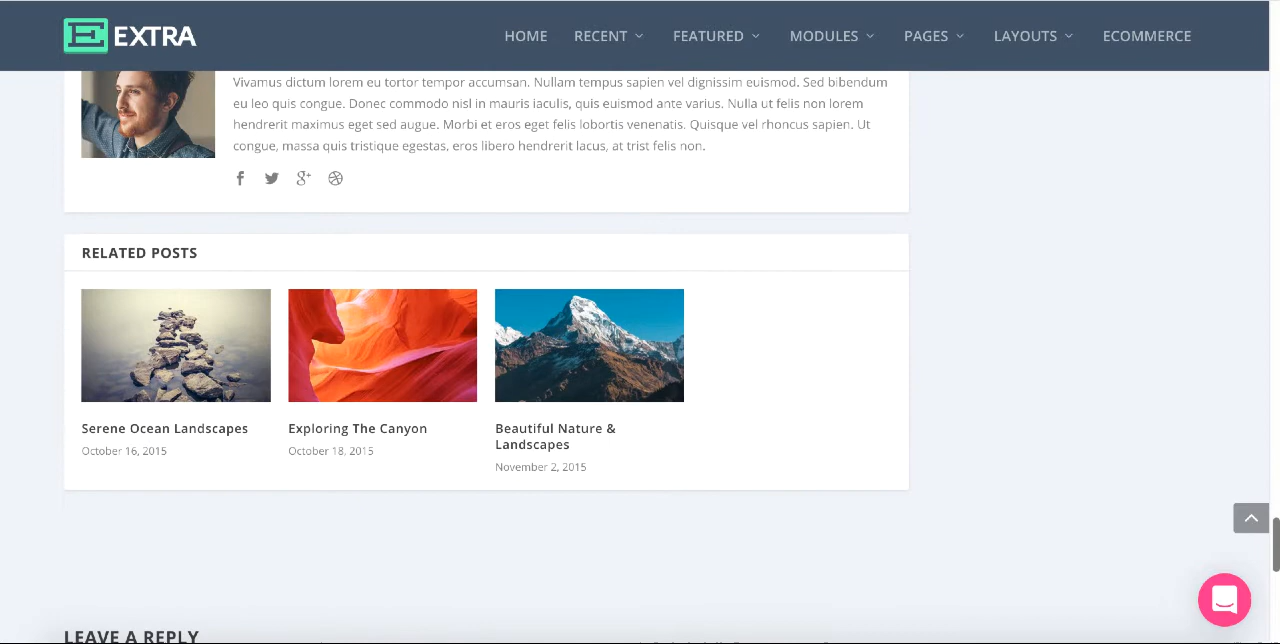 EXTRA
HOME RECENT FEATURED MODULES PAGES LAYOUTS ECOMMERCE
Vivamus dictum lorem eu tortor tempor accumsan. Nullam tempus sapien vel dignissim euismod. Sed bibendum
eu leo quis congue. Donec commodo nisl in mauris iaculis, quis euismod ante varius. Nulla ut felis non lorem
hendrerit maximus eget sed augue. Morbi et eros eget felis lobortis venenatis. Quisque vel rhoncus sapien. Ut
congue, massa quis tristique egestas, eros libero hendrerit lacus, at trist felis non.
RELATED POSTS
Serene Ocean Landscapes
October 16, 2015
Exploring The Canyon
October 18, 2015
Beautiful Nature &
Landscapes
November 2, 2015
LEAVE A REPLY